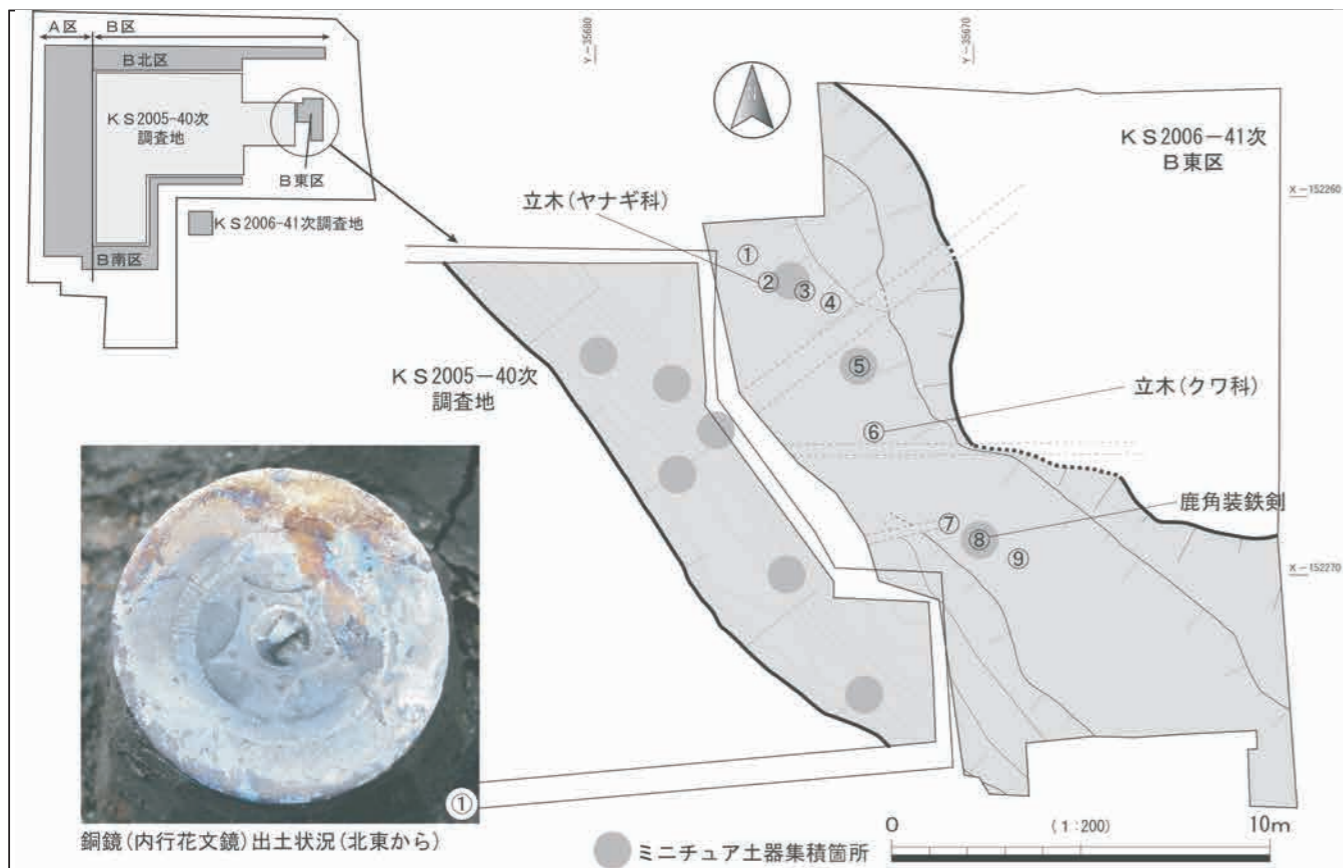 A区
B区
B北区
KS2005-40次
調査地
B東区
KS2006-41次調査地
B南区
Y-35680
Y-35670
KS2006-41次
B東区
X-152260
立木(ヤナギ科)
①
②
③
④
KS2005-40次
調査地
⑤
立木(クワ科)
⑥
鹿角装鉄剣
⑦
⑧
⑨
X-152270
①
銅鏡(内行花文鏡)出土状況(北東から)
ミニチュア土器集積箇所
0
(1:200)
10m